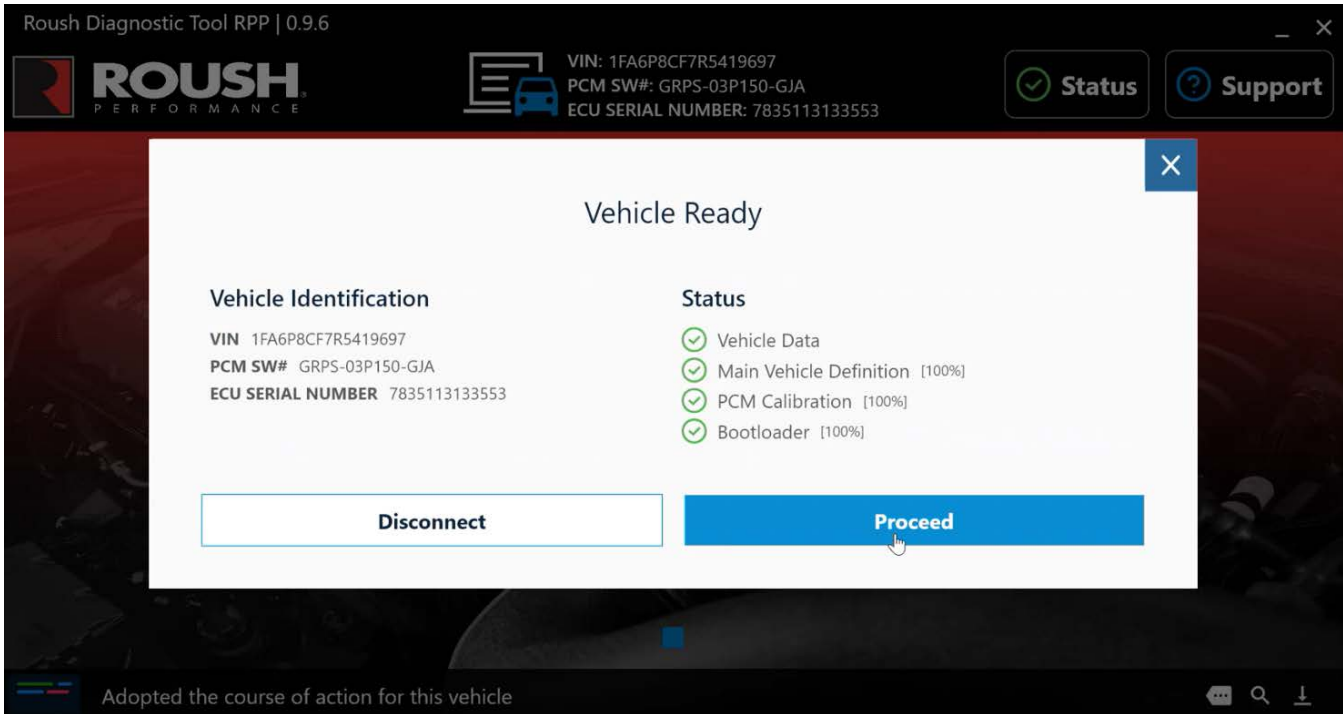 Roush Diagnostic Tool RPP | 0.9.6
ROUSH
PERFORMANCE
VIN: 1FA6P8CF7R5419697
PCM SW#: GRPS-03P150-GJA
ECU SERIAL NUMBER: 7835113133553
Status
Support
Vehicle Ready
Vehicle Identification
VIN 1FA6P8CF7R5419697
PCM SW# GRPS-03P150-GJA
ECU SERIAL NUMBER 7835113133553
Status
Vehicle Data
Main Vehicle Definition [100%]
PCM Calibration [100%]
Bootloader [100%]
Disconnect
Proceed
Adopted the course of action for this vehicle